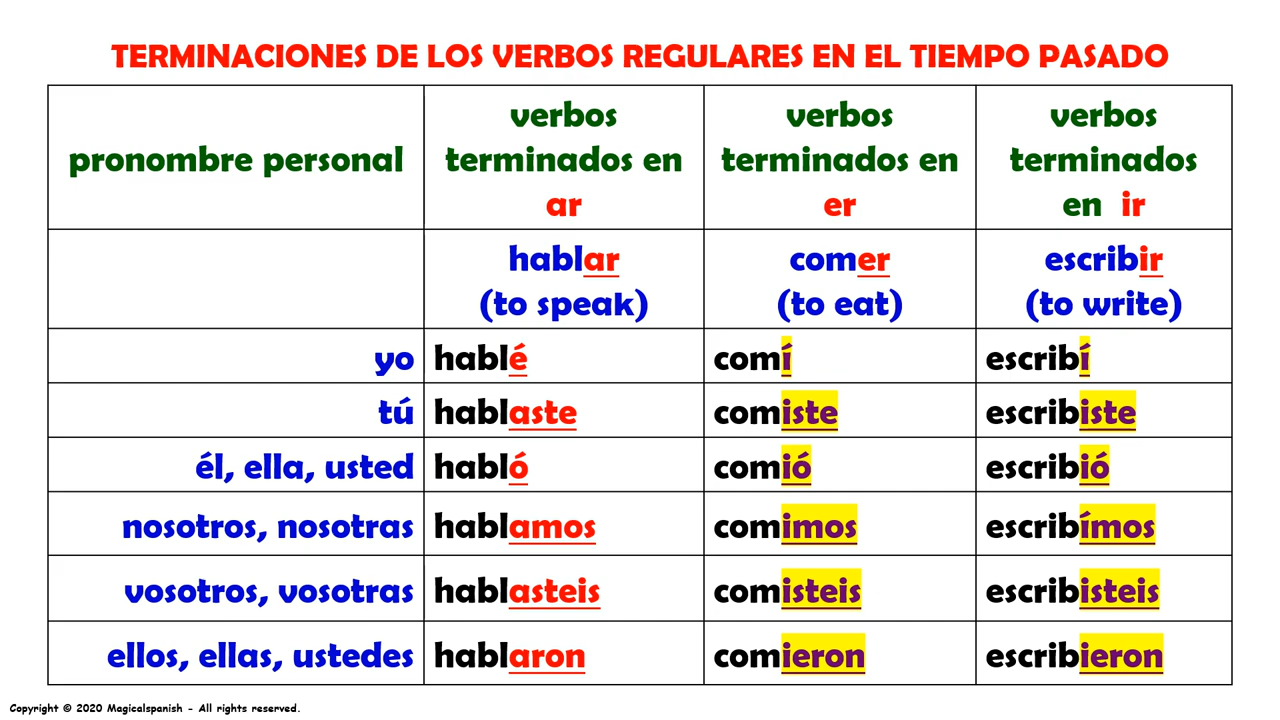 TERMINACIONES DE LOS VERBOS REGULARES EN EL TIEMPO PASADO
pronombre personal
verbos
terminados en
ar
verbos
terminados en
er
verbos
terminados
en ir
hablar
(to speak)
comer
(to eat)
escribir
(to write)
yo hablé comí escribí
tú hablaste comiste escribiste
él, ella, usted habló comió escribió
nosotros, nosotras hablamos comimos escribímos
vosotros, vosotras hablasteis comisteis escribisteis
ellos, ellas, ustedes hablaron comieron escribieron
Copyright © 2020 Magicalspanish - All rights reserved.